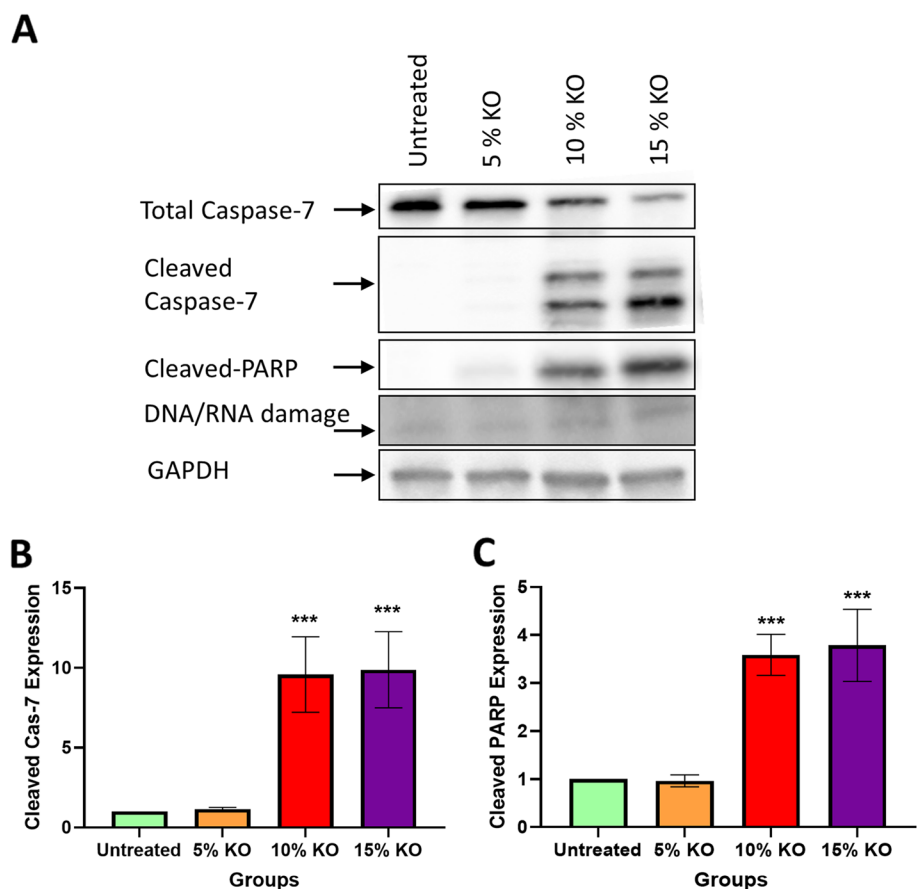 A
Untreated
5 % KO
10 % KO
15 % KO
Total Caspase-7
Cleaved
Caspase-7
Cleaved-PARP
DNA/RNA damage
GAPDH
B
Cleaved Cas-7 Expression
15
10
5
0
***
***
Untreated 5% KO 10% KO 15% KO
Groups
C
Cleaved PARP Expression
5
4
3
2
1
0
***
***
Untreated 5% KO 10% KO 15% KO
Groups